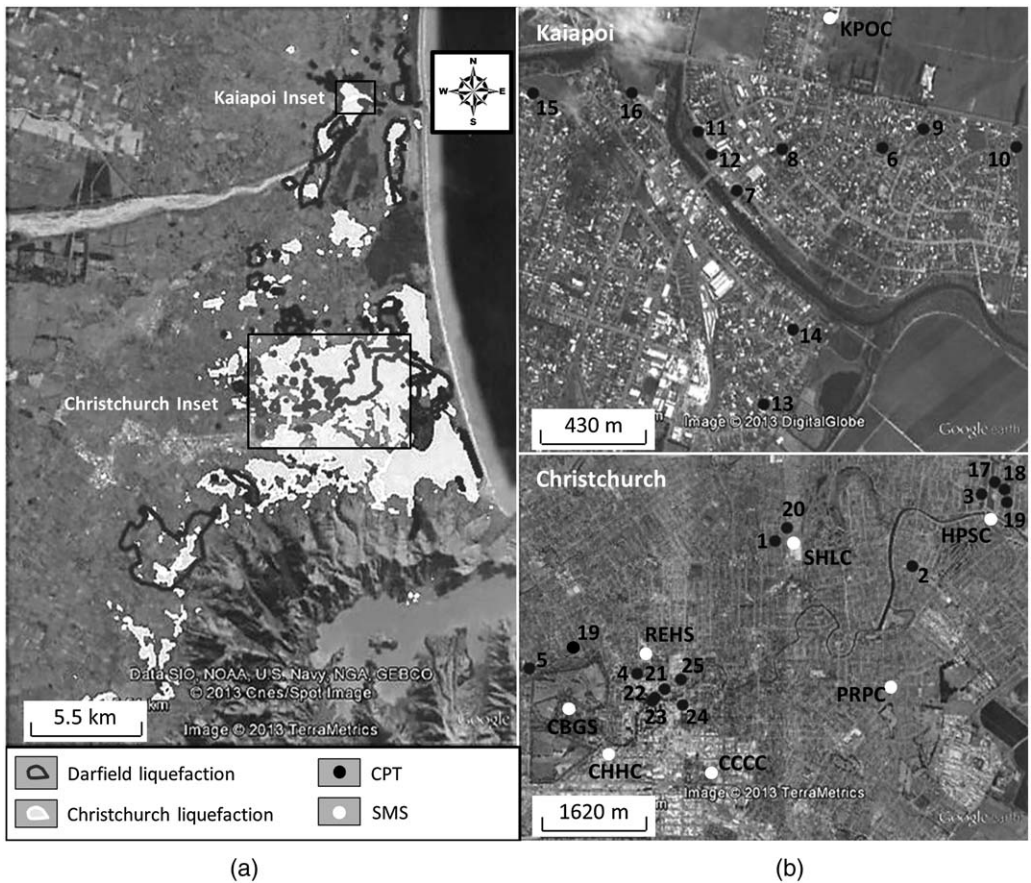 Kaiapoi Inset
N
W E
S
Christchurch Inset
Data SIO, NOAA, U.S. Navy, NGA, GEBCO
© 2013 Cnes/Spot Image
5.5 km
Image © 2013 TerraMetrics
Google
Darfield liquefaction
CPT
Christchurch liquefaction
SMS
(a)
Kaiapoi
KPOC
15
16
11
12
8
9
6
10
7
14
13
430 m
Image © 2013 DigitalGlobe
Google earth
Christchurch
17
18
3
19
HPSC
20
1
SHLC
2
19
REHS
5
4
21
25
22
23
24
PRPC
CBGS
CHHC
CCCC
Image © 2013 TerraMetrics
1620 m
Google earth
(b)